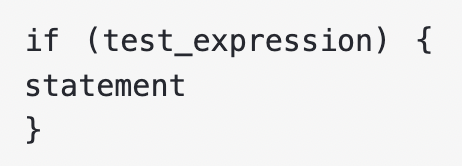 if (test_expression) {
statement
}